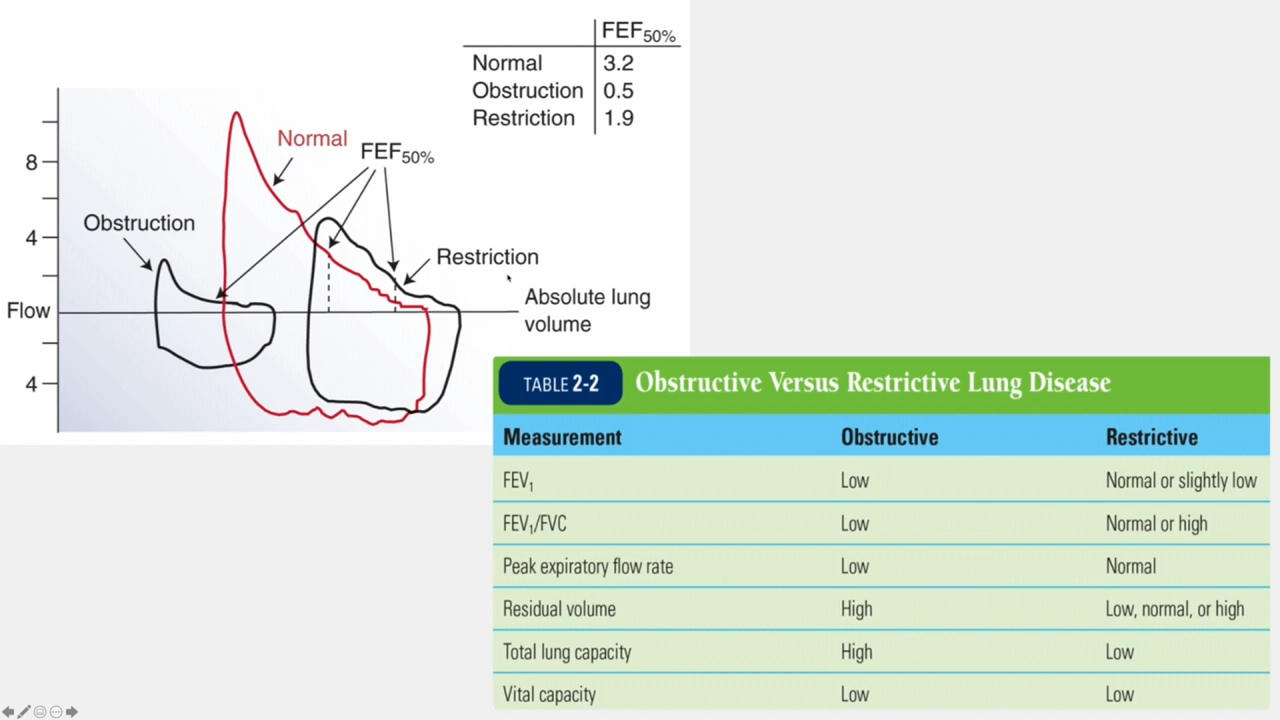 FEF50%
Normal 3.2
Obstruction 0.5
Restriction 1.9
8
4
Flow
4
Normal
FEF50%
Obstruction
Restriction
Absolute lung
volume
TABLE 2-2 Obstructive Versus Restrictive Lung Disease
Measurement Obstructive Restrictive
FEV1 Low Normal or slightly low
FEV1/FVC Low Normal or high
Peak expiratory flow rate Low Normal
Residual volume High Low, normal, or high
Total lung capacity High Low
Vital capacity Low Low